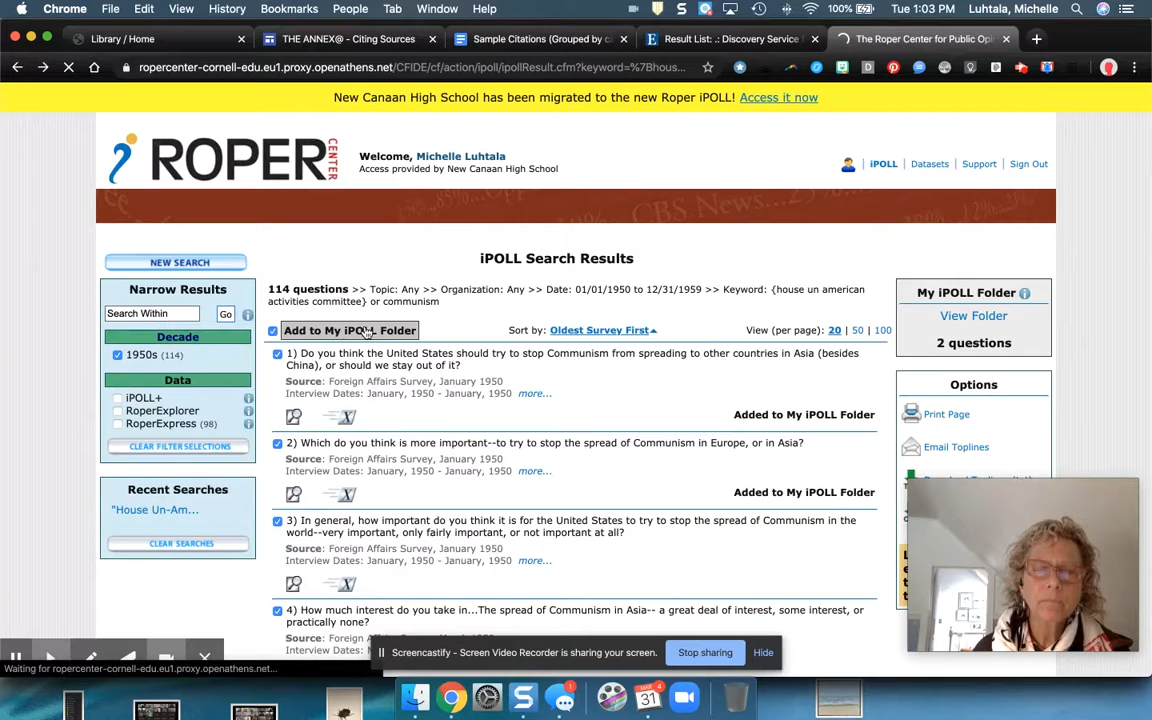 Chrome File Edit View History Bookmarks People Tab Window Help 100% Tue 1:03 PM Luhtala, Michelle
Library / Home THE ANNEX@ - Citing Sources Sample Citations (Grouped by ca Result List: .: Discovery Service The Roper Center for Public Opi
ropercenter-cornell-edu.eu1.proxy.openathens.net/CFIDE/cf/action/ipoll/ipollResult.cfm?keyword=%7Bhous...
New Canaan High School has been migrated to the new Roper iPOLL! Access it now
ROPER CENTER
Welcome, Michelle Luhtala
Access provided by New Canaan High School
iPOLL | Datasets | Support | Sign Out
NEW SEARCH
Narrow Results
Search Within Go
Decade
1950s (114)
Data
iPOLL+
RoperExplorer
RoperExpress (98)
CLEAR FILTER SELECTIONS
Recent Searches
"House Un-Am...
CLEAR SEARCHES
iPOLL Search Results
114 questions >> Topic: Any >> Organization: Any >> Date: 01/01/1950 to 12/31/1959 >> Keyword: {house un american
activities committee} or communism
Add to My iPOLL Folder Sort by: Oldest Survey First View (per page): 20 | 50 | 100
1) Do you think the United States should try to stop Communism from spreading to other countries in Asia (besides
China), or should we stay out of it?
Source: Foreign Affairs Survey, January 1950
Interview Dates: January, 1950 - January, 1950 more...
Added to My iPOLL Folder
2) Which do you think is more important--to try to stop the spread of Communism in Europe, or in Asia?
Source: Foreign Affairs Survey, January 1950
Interview Dates: January, 1950 - January, 1950 more...
Added to My iPOLL Folder
3) In general, how important do you think it is for the United States to try to stop the spread of Communism in the
world--very important, only fairly important, or not important at all?
Source: Foreign Affairs Survey, January 1950
Interview Dates: January, 1950 - January, 1950 more...
4) How much interest do you take in...The spread of Communism in Asia-- a great deal of interest, some interest, or
practically none?
Source: Foreign Affairs Survey, January 1950
My iPOLL Folder
View Folder
2 questions
Options
Print Page
Email Toplines
Screencastify - Screen Video Recorder is sharing your screen. Stop sharing Hide
Waiting for ropercenter-cornell-edu.eu1.proxy.openathens.net...